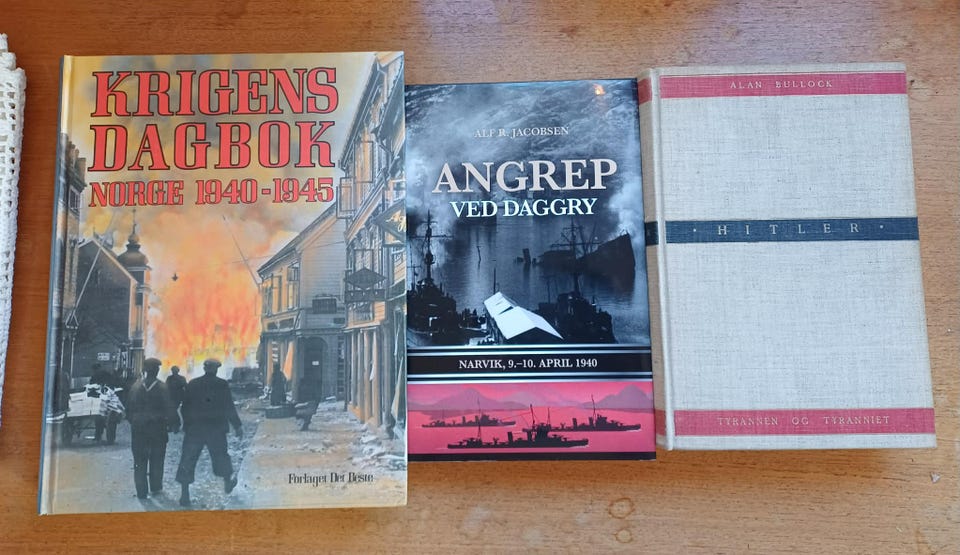 KRIGENS
DAGBOK
NORGE 1940-1945
Forlaget Det Beste
ALF R. JACOBSEN
ANGREP
VED DAGGRY
NARVIK, 9.–10. APRIL 1940
ALAN BULLOCK
· HITLER ·
TYRANNEN OG TYRANNIET